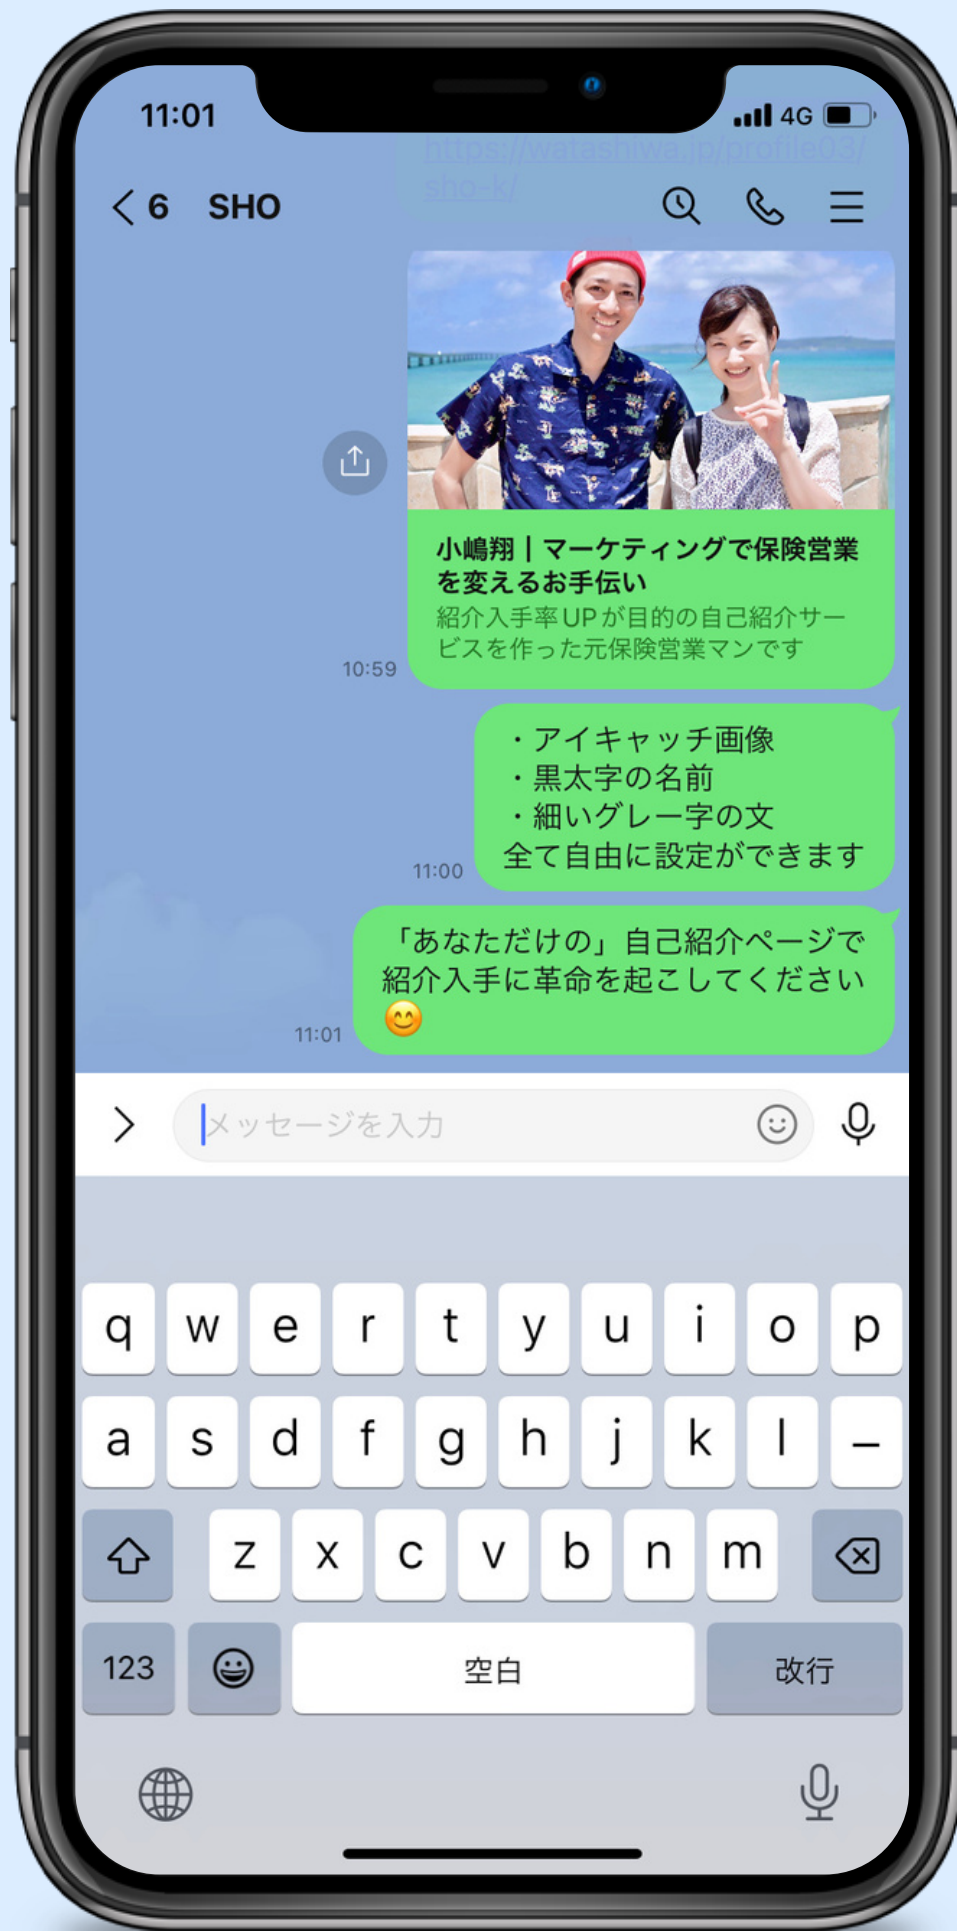 11:01
4G
https://watashiwa.jp/profile03/
sho-k/
6 SHO
小嶋翔 | マーケティングで保険営業
を変えるお手伝い
紹介入手率UPが目的の自己紹介サー
ビスを作った元保険営業マンです
10:59
・アイキャッチ画像
・黒太字の名前
・細いグレー字の文
全て自由に設定ができます
11:00
「あなただけの」自己紹介ページで
紹介入手に革命を起こしてください
😊
11:01
メッセージを入力
q w e r t y u i o p
a s d f g h j k l –
z x c v b n m
123 空白 改行